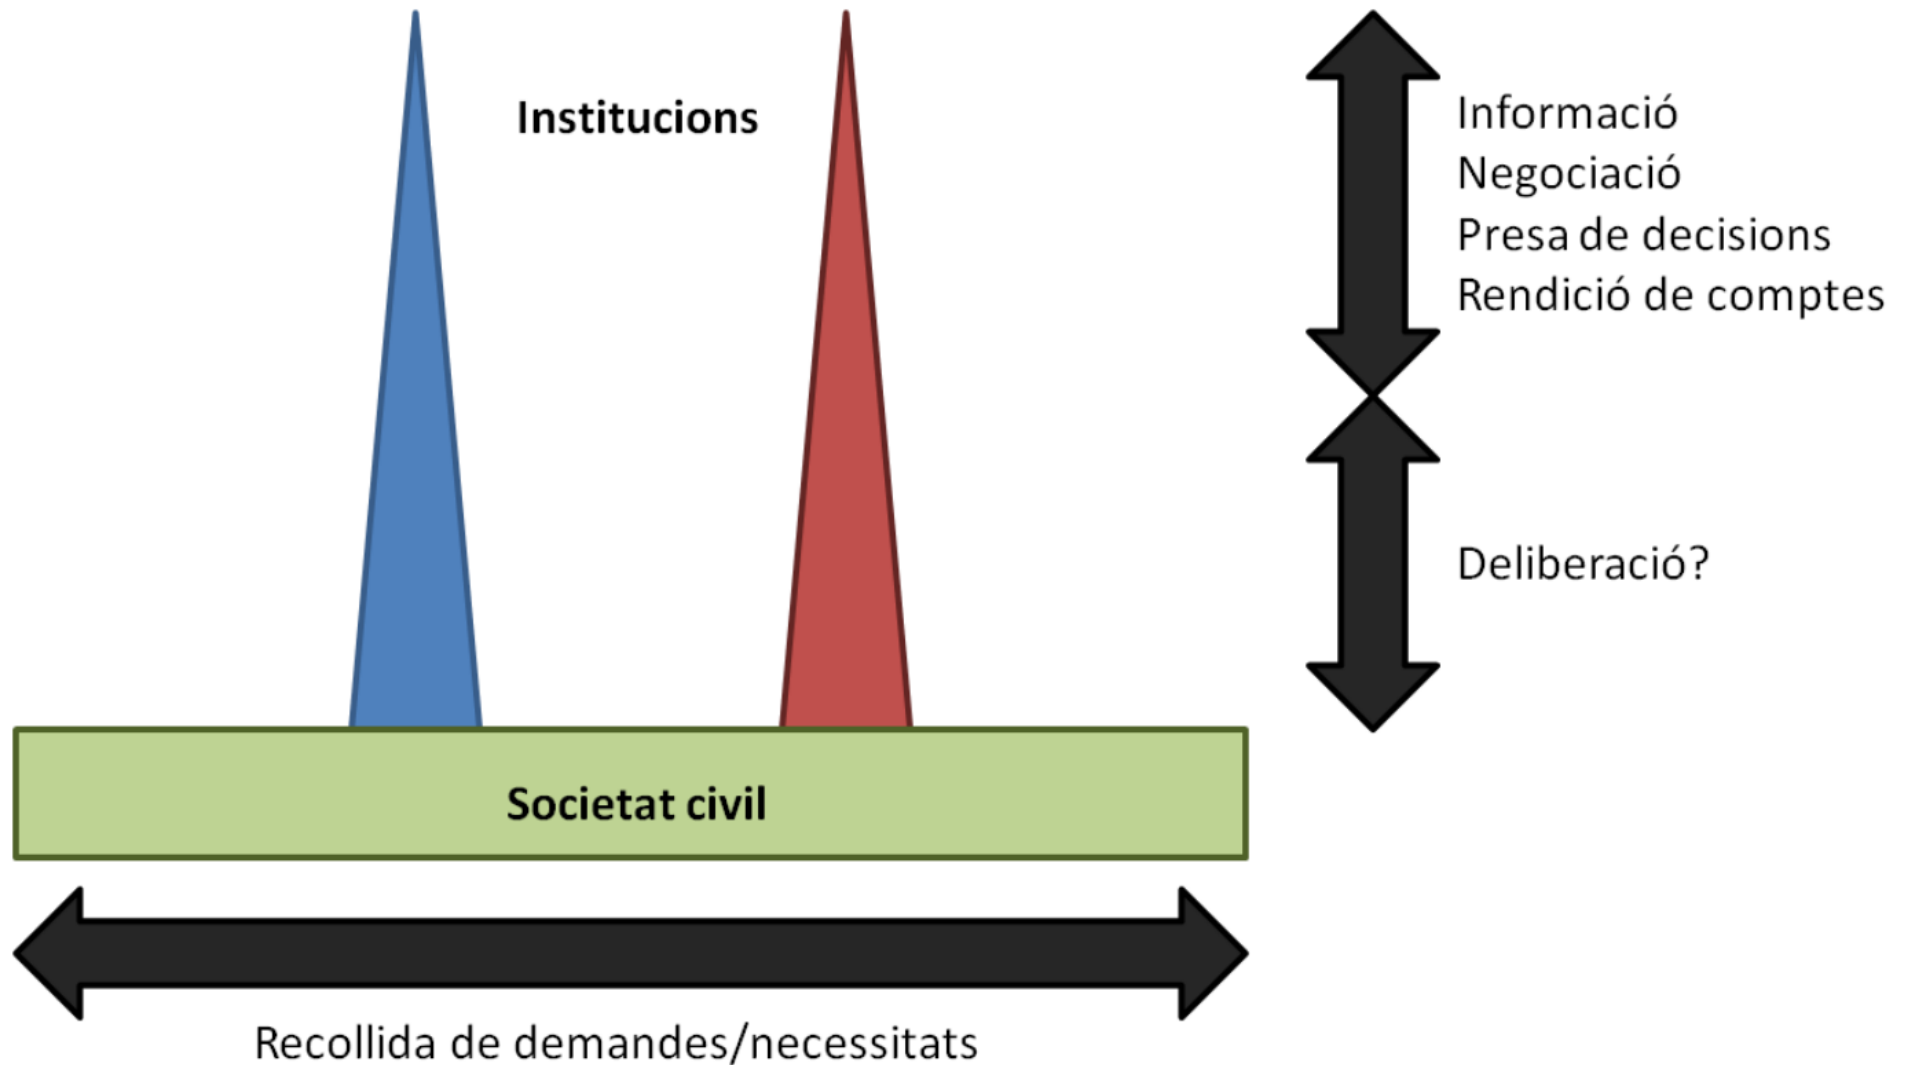 Institucions
Informació
Negociació
Presa de decisions
Rendició de comptes
Deliberació?
Societat civil
Recollida de demandes/necessitats